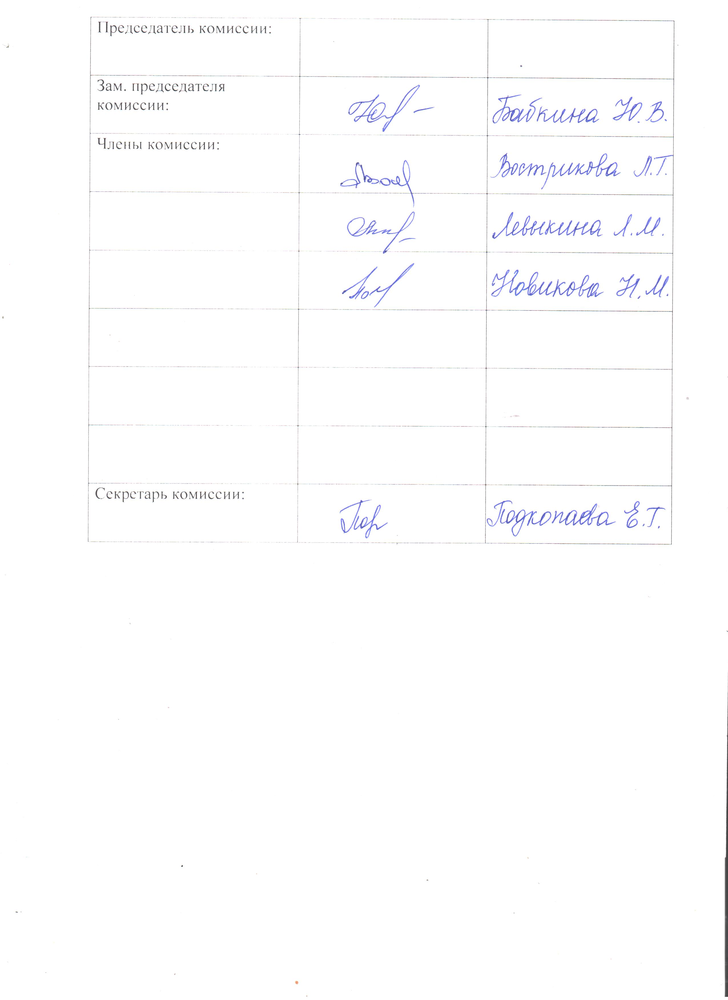 Председатель комиссии:
Зам. председателя
комиссии:
Бабкина Ю.В.
Члены комиссии:
Вострикова Л.Г.
Левыкина Л.М.
Новикова Н.М.
Секретарь комиссии:
Подкопаева Е.Г.